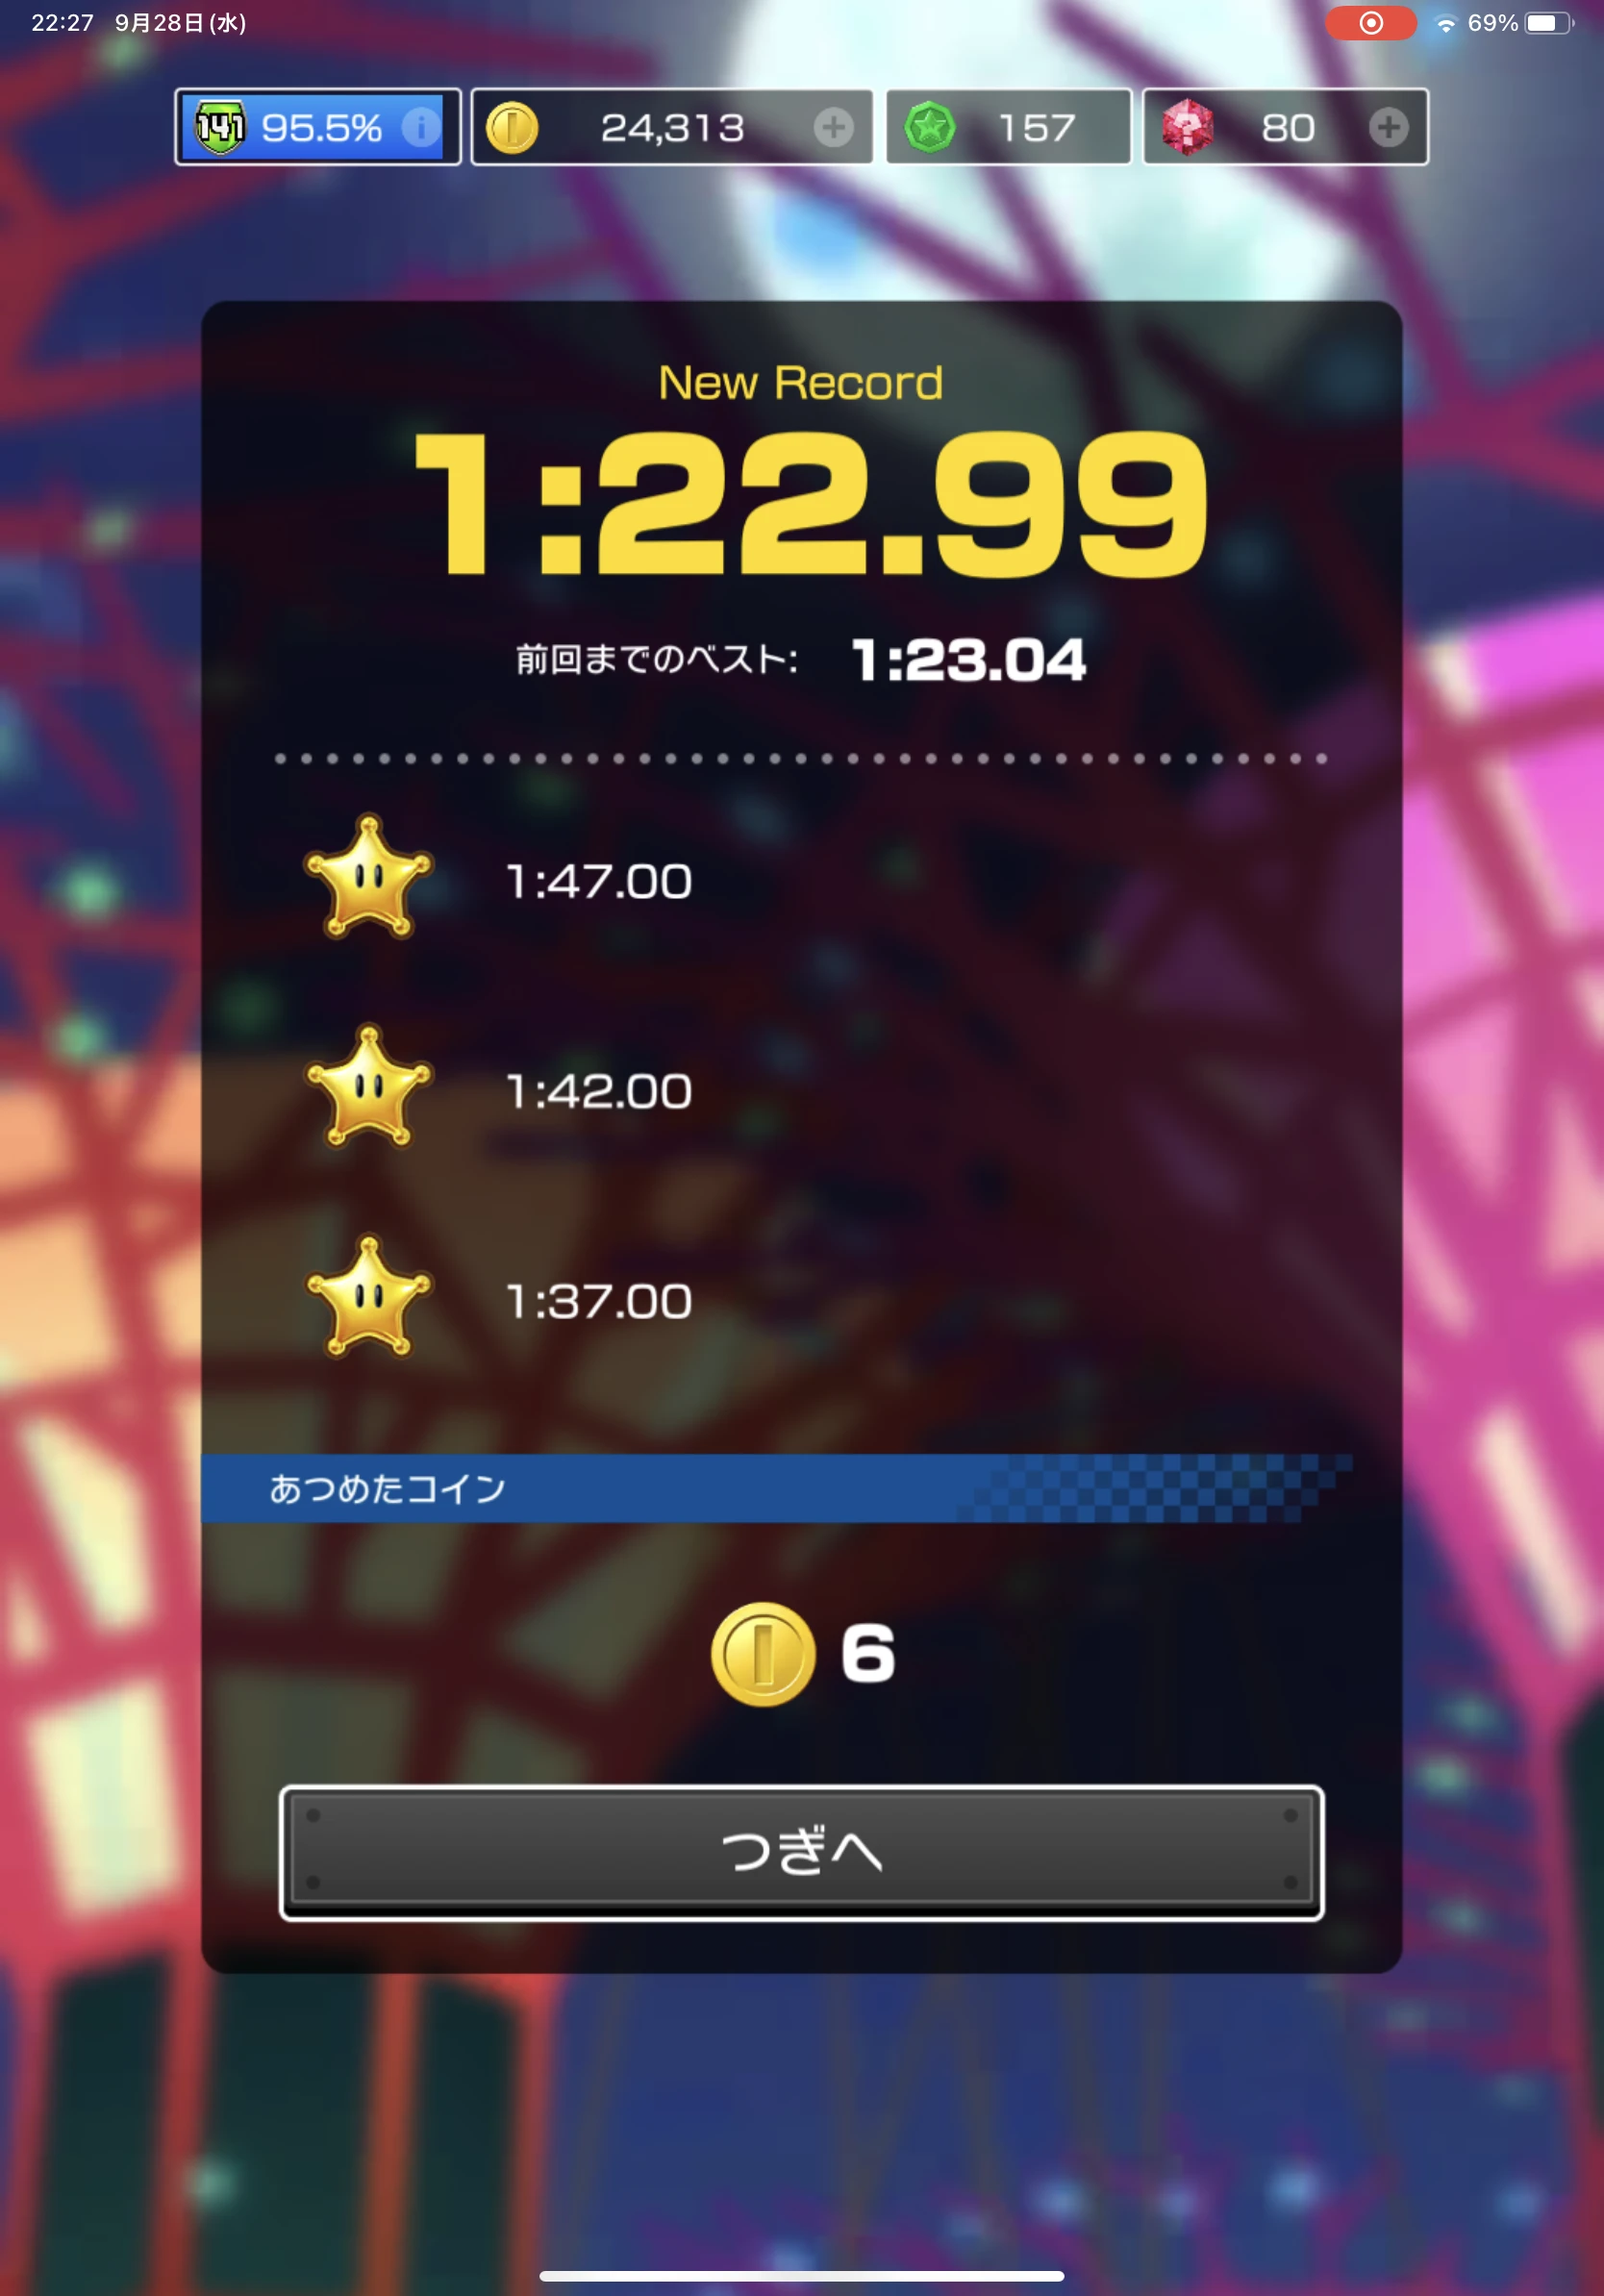 22:27 9月28日(水) 69%
141 95.5% 24,313 157 80
New Record
1:22.99
前回までのベスト: 1:23.04
1:47.00
1:42.00
1:37.00
あつめたコイン
6
つぎへ